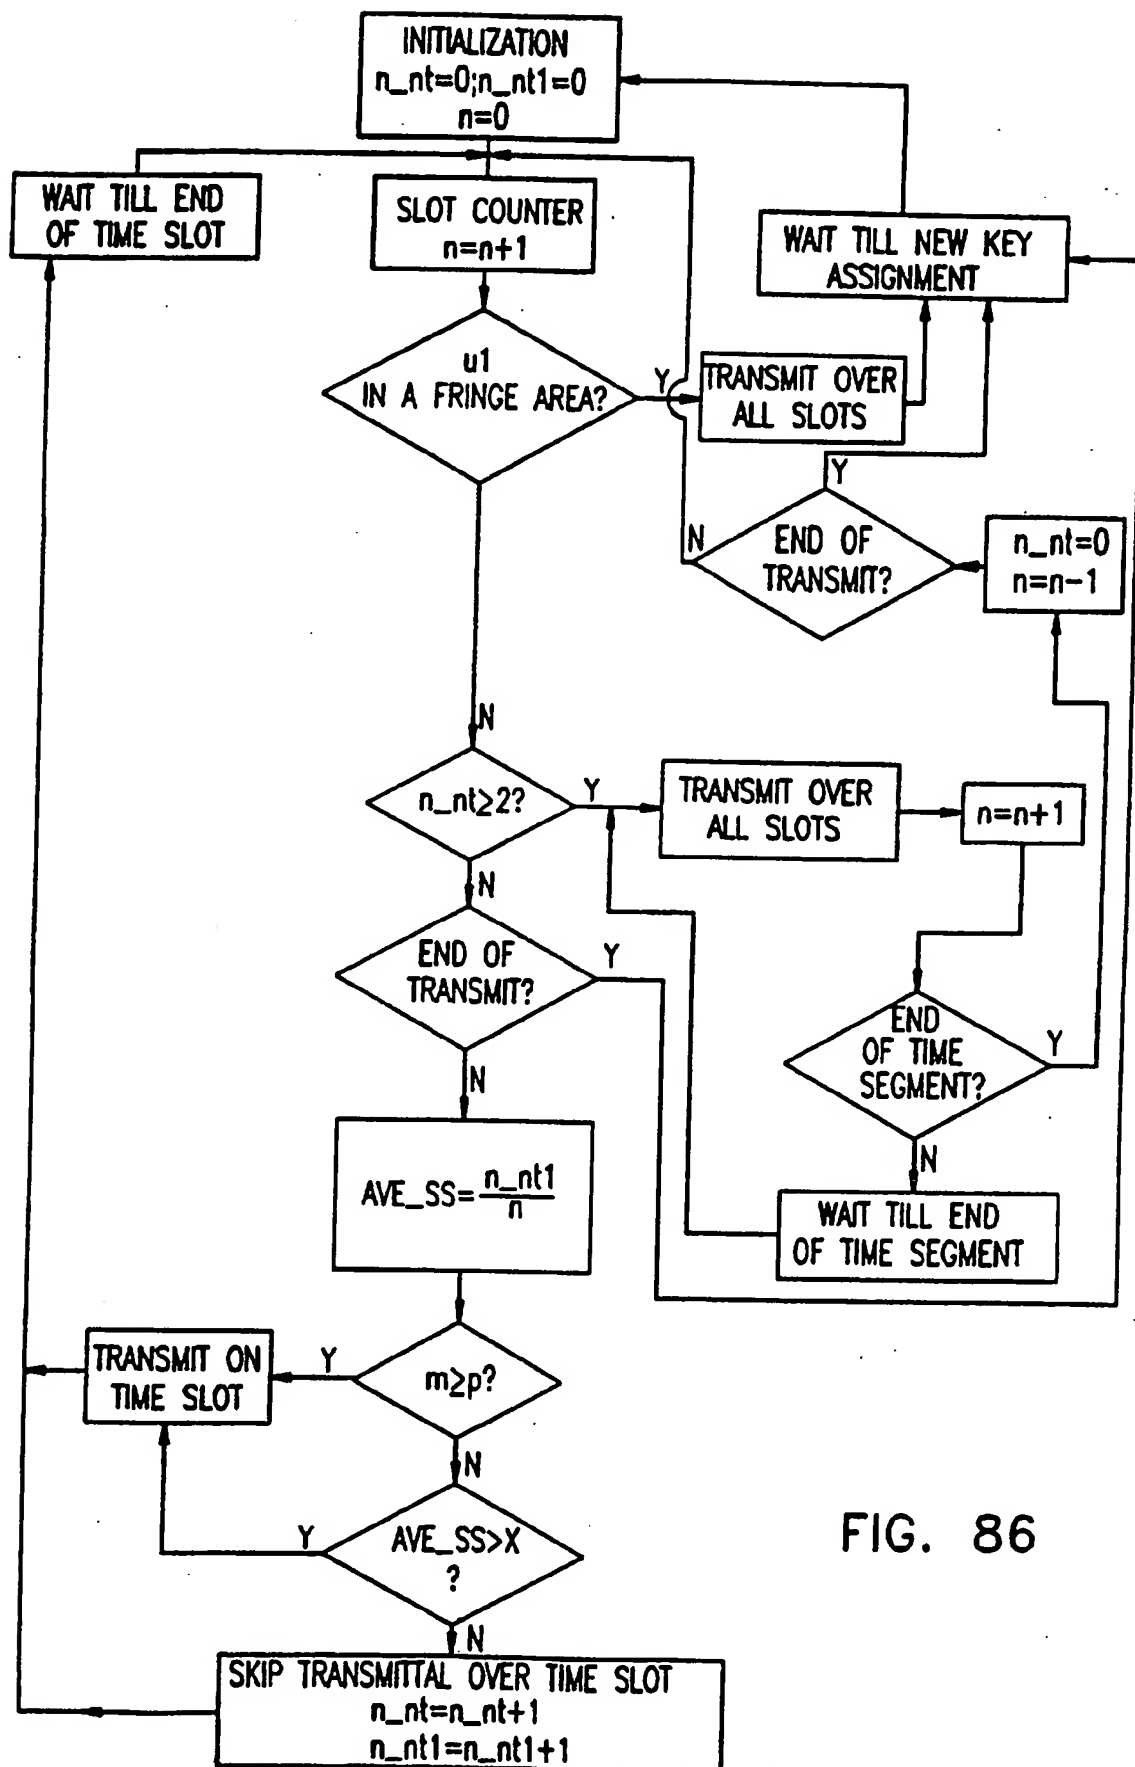 INITIALIZATION
n_nt=0;n_nt1=0
n=0
WAIT TILL END
OF TIME SLOT
SLOT COUNTER
n=n+1
WAIT TILL NEW KEY
ASSIGNMENT
u1
IN A FRINGE AREA?
Y
TRANSMIT OVER
ALL SLOTS
Y
N
END OF
TRANSMIT?
n_nt=0
n=n-1
N
n_nt≥2?
Y
TRANSMIT OVER
ALL SLOTS
n=n+1
N
END OF
TRANSMIT?
Y
END
OF TIME
SEGMENT?
Y
N
N
AVE_SS=n_nt1/n
WAIT TILL END
OF TIME SEGMENT
TRANSMIT ON
TIME SLOT
Y
m≥p?
N
Y
AVE_SS>X
?
N
SKIP TRANSMITTAL OVER TIME SLOT
n_nt=n_nt+1
n_nt1=n_nt1+1
FIG. 86